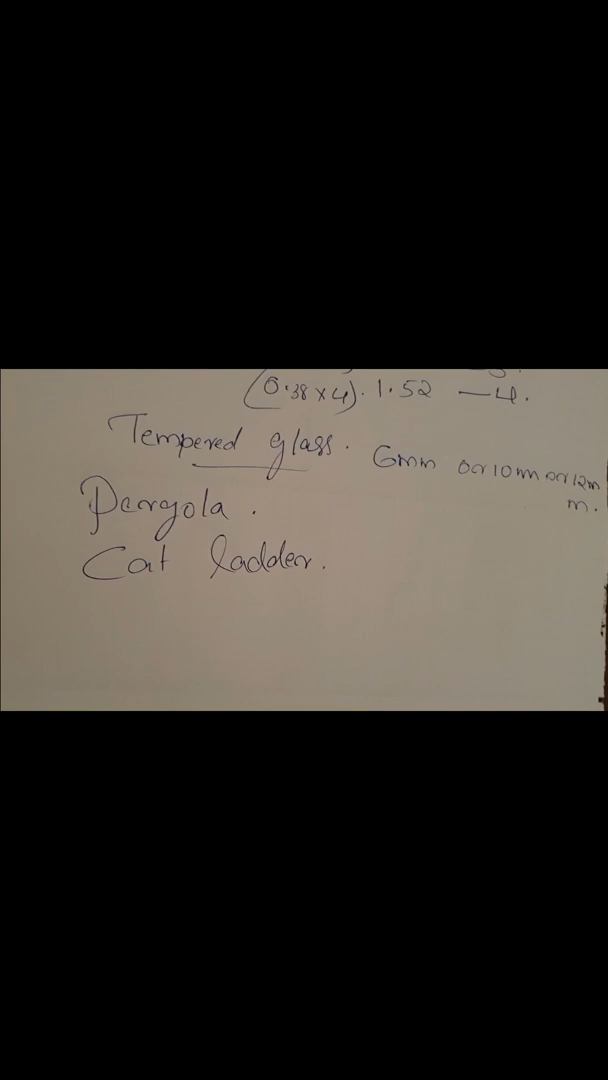 (0.38 x 4). 1.52 — 4.
Tempered glass. 6mm or 10mm or 12m
m.
Pergola.
Cat ladder.